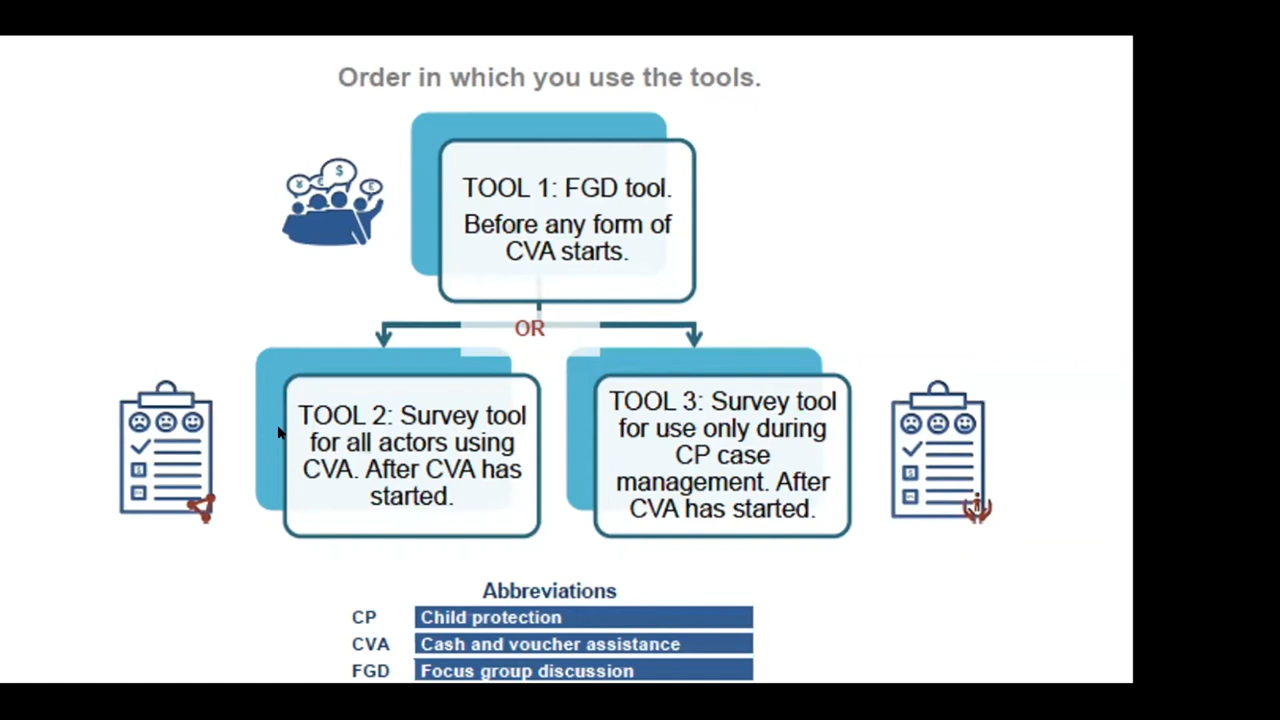 Order in which you use the tools.
TOOL 1: FGD tool.
Before any form of
CVA starts.
OR
TOOL 2: Survey tool
for all actors using
CVA. After CVA has
started.
TOOL 3: Survey tool
for use only during
CP case
management. After
CVA has started.
Abbreviations
CP Child protection
CVA Cash and voucher assistance
FGD Focus group discussion